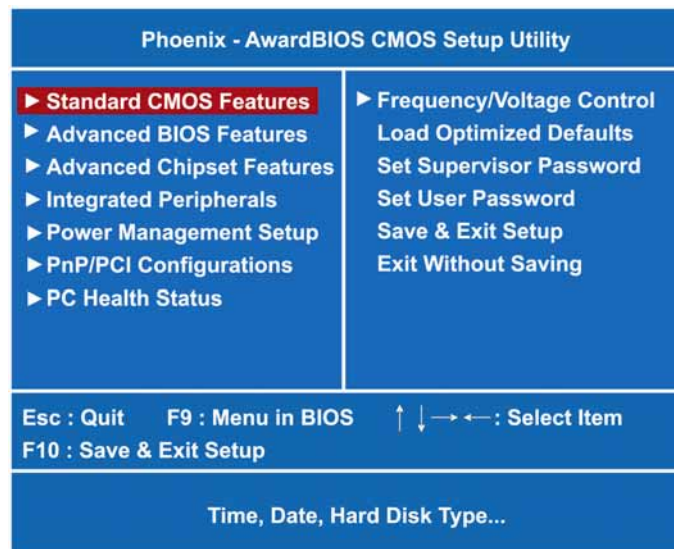 Phoenix - AwardBIOS CMOS Setup Utility
► Standard CMOS Features
► Advanced BIOS Features
► Advanced Chipset Features
► Integrated Peripherals
► Power Management Setup
► PnP/PCI Configurations
► PC Health Status
► Frequency/Voltage Control
Load Optimized Defaults
Set Supervisor Password
Set User Password
Save & Exit Setup
Exit Without Saving
Esc : Quit F9 : Menu in BIOS ↑ ↓ → ← : Select Item
F10 : Save & Exit Setup
Time, Date, Hard Disk Type...